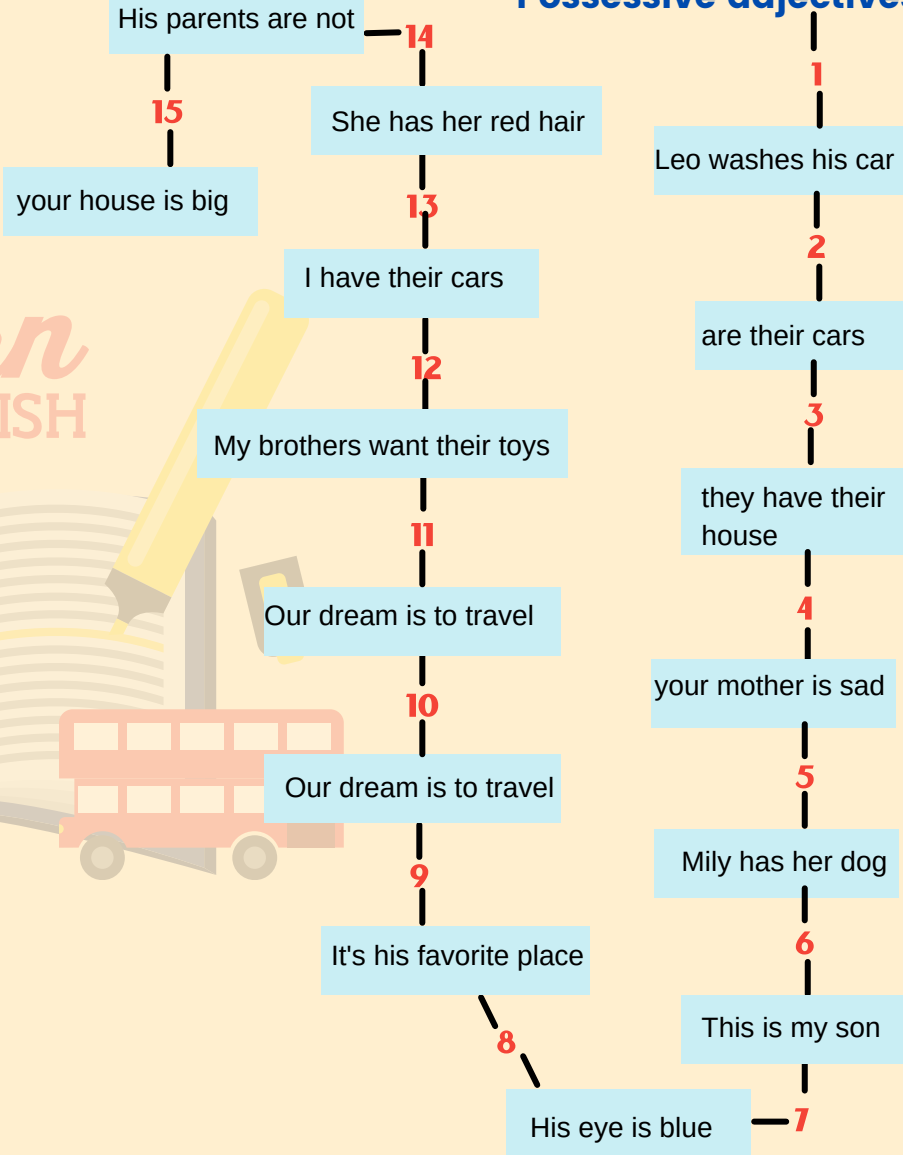 Possessive adjectives
1
Leo washes his car
2
are their cars
3
they have their
house
4
your mother is sad
5
Mily has her dog
6
This is my son
7
His eye is blue
8
It's his favorite place
9
Our dream is to travel
10
Our dream is to travel
11
My brothers want their toys
12
I have their cars
13
She has her red hair
14
His parents are not
15
your house is big